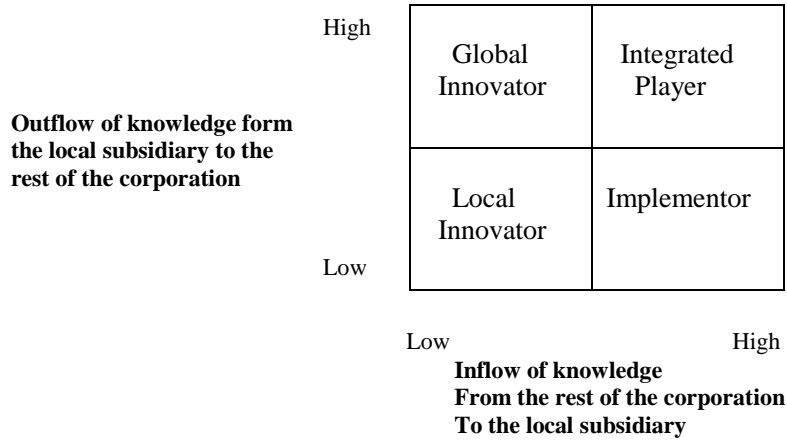 High
Global Integrated
Innovator Player
Outflow of knowledge form
the local subsidiary to the
rest of the corporation
Local Implementor
Innovator
Low
Low High
Inflow of knowledge
From the rest of the corporation
To the local subsidiary